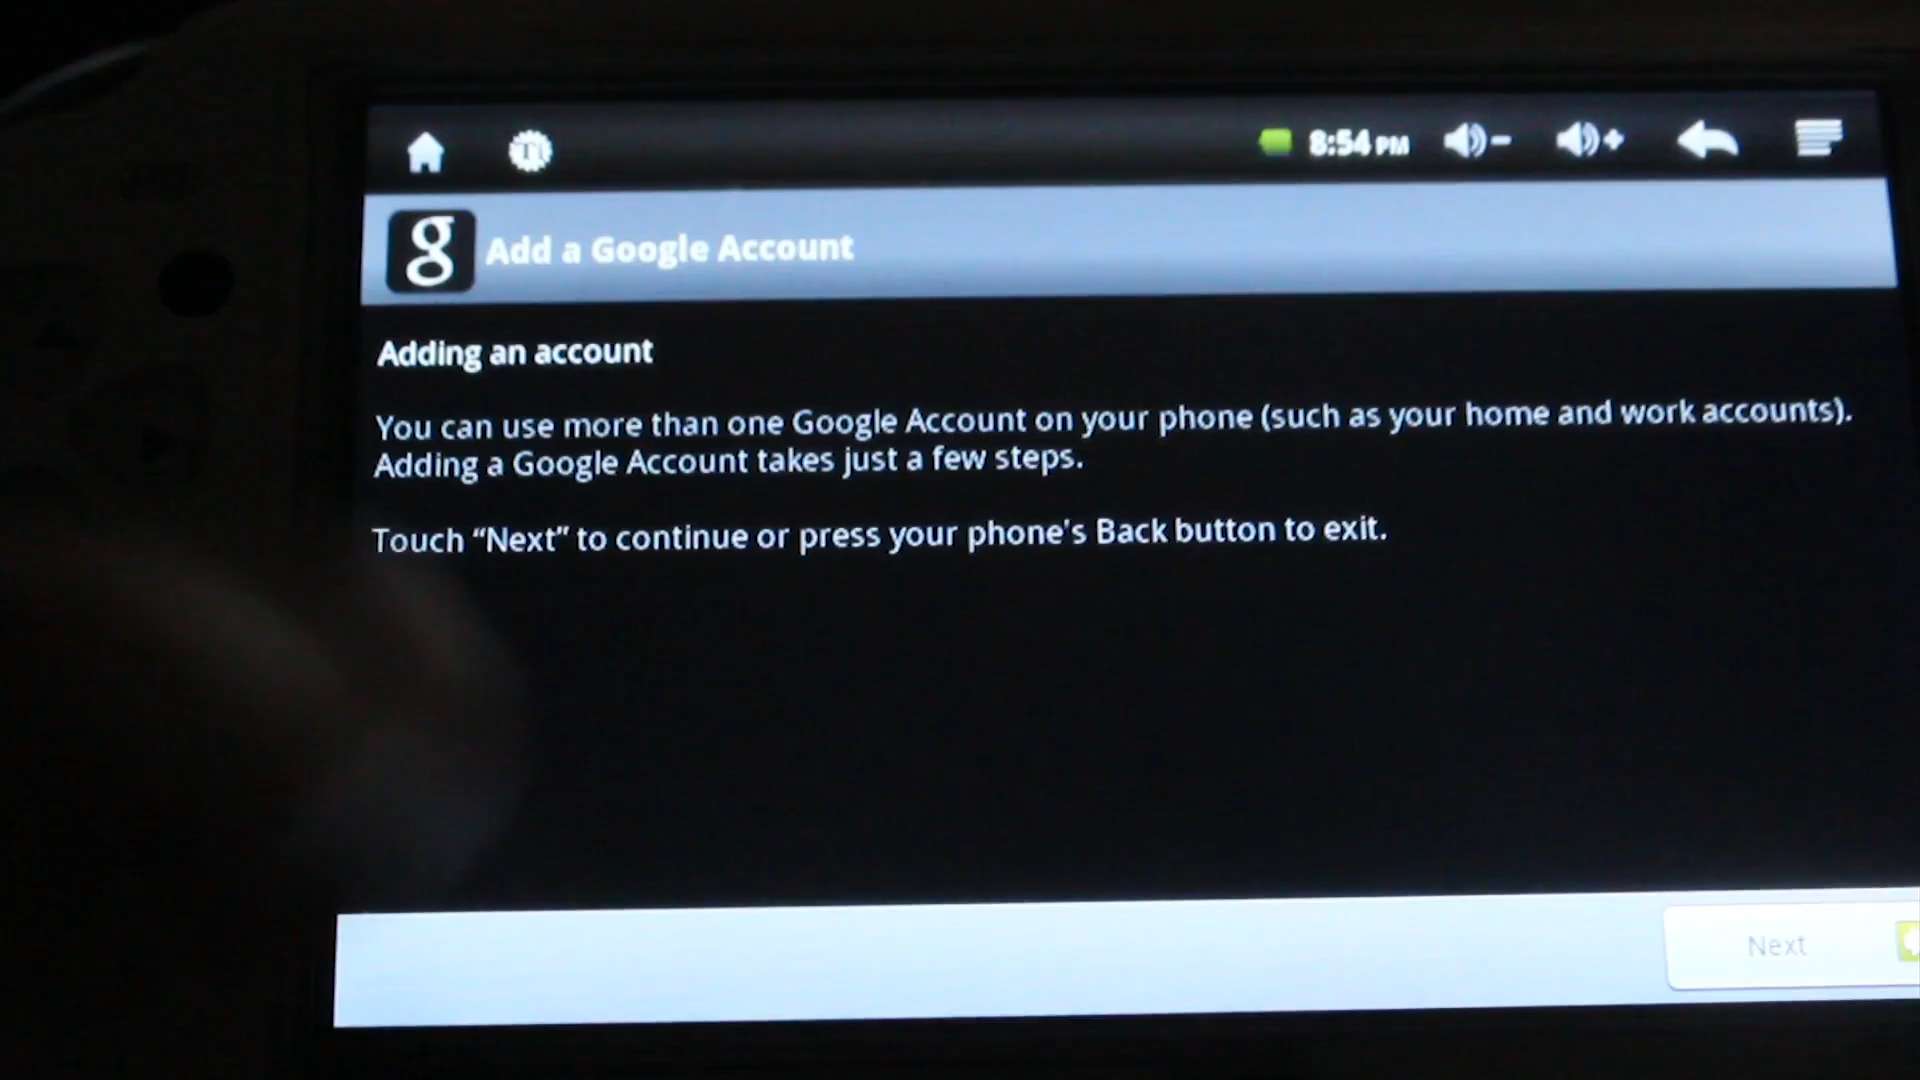 8:54 PM
g Add a Google Account
Adding an account
You can use more than one Google Account on your phone (such as your home and work accounts).
Adding a Google Account takes just a few steps.
Touch “Next” to continue or press your phone's Back button to exit.
Next